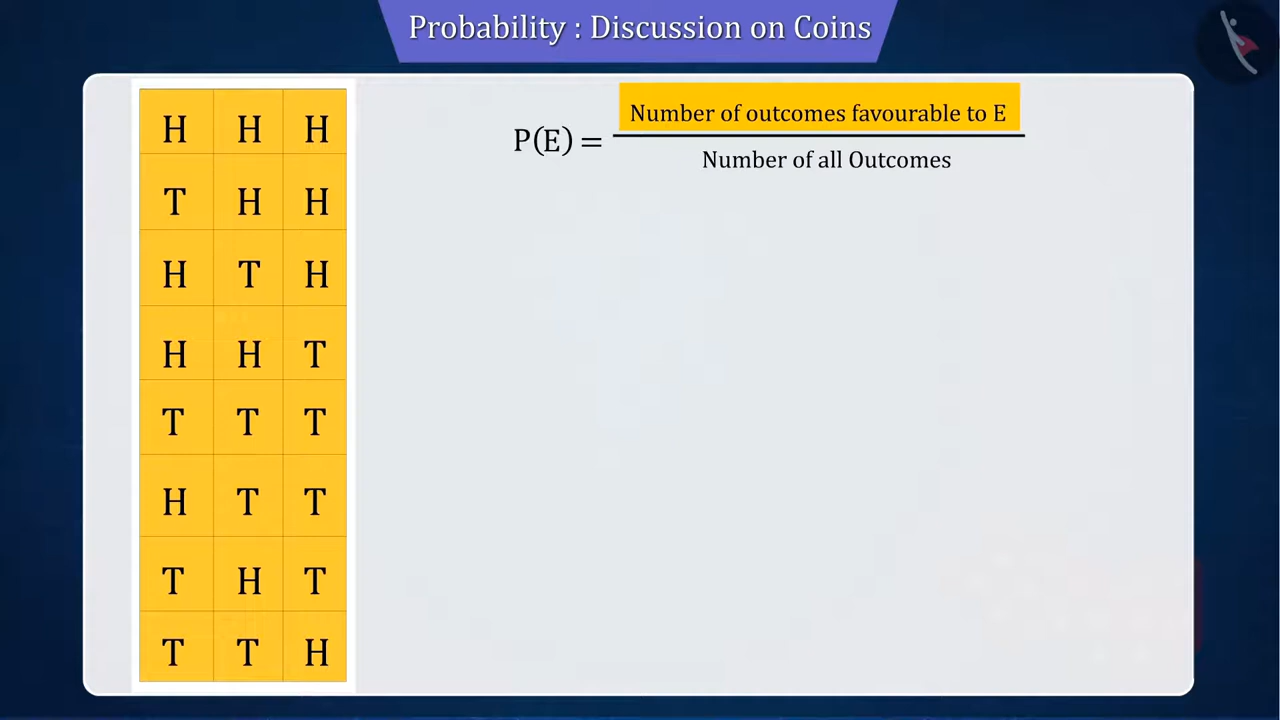 Probability : Discussion on Coins
H H H
T H H
H T H
H H T
T T T
H T T
T H T
T T H
P(E) =
Number of outcomes favourable to E
Number of all Outcomes